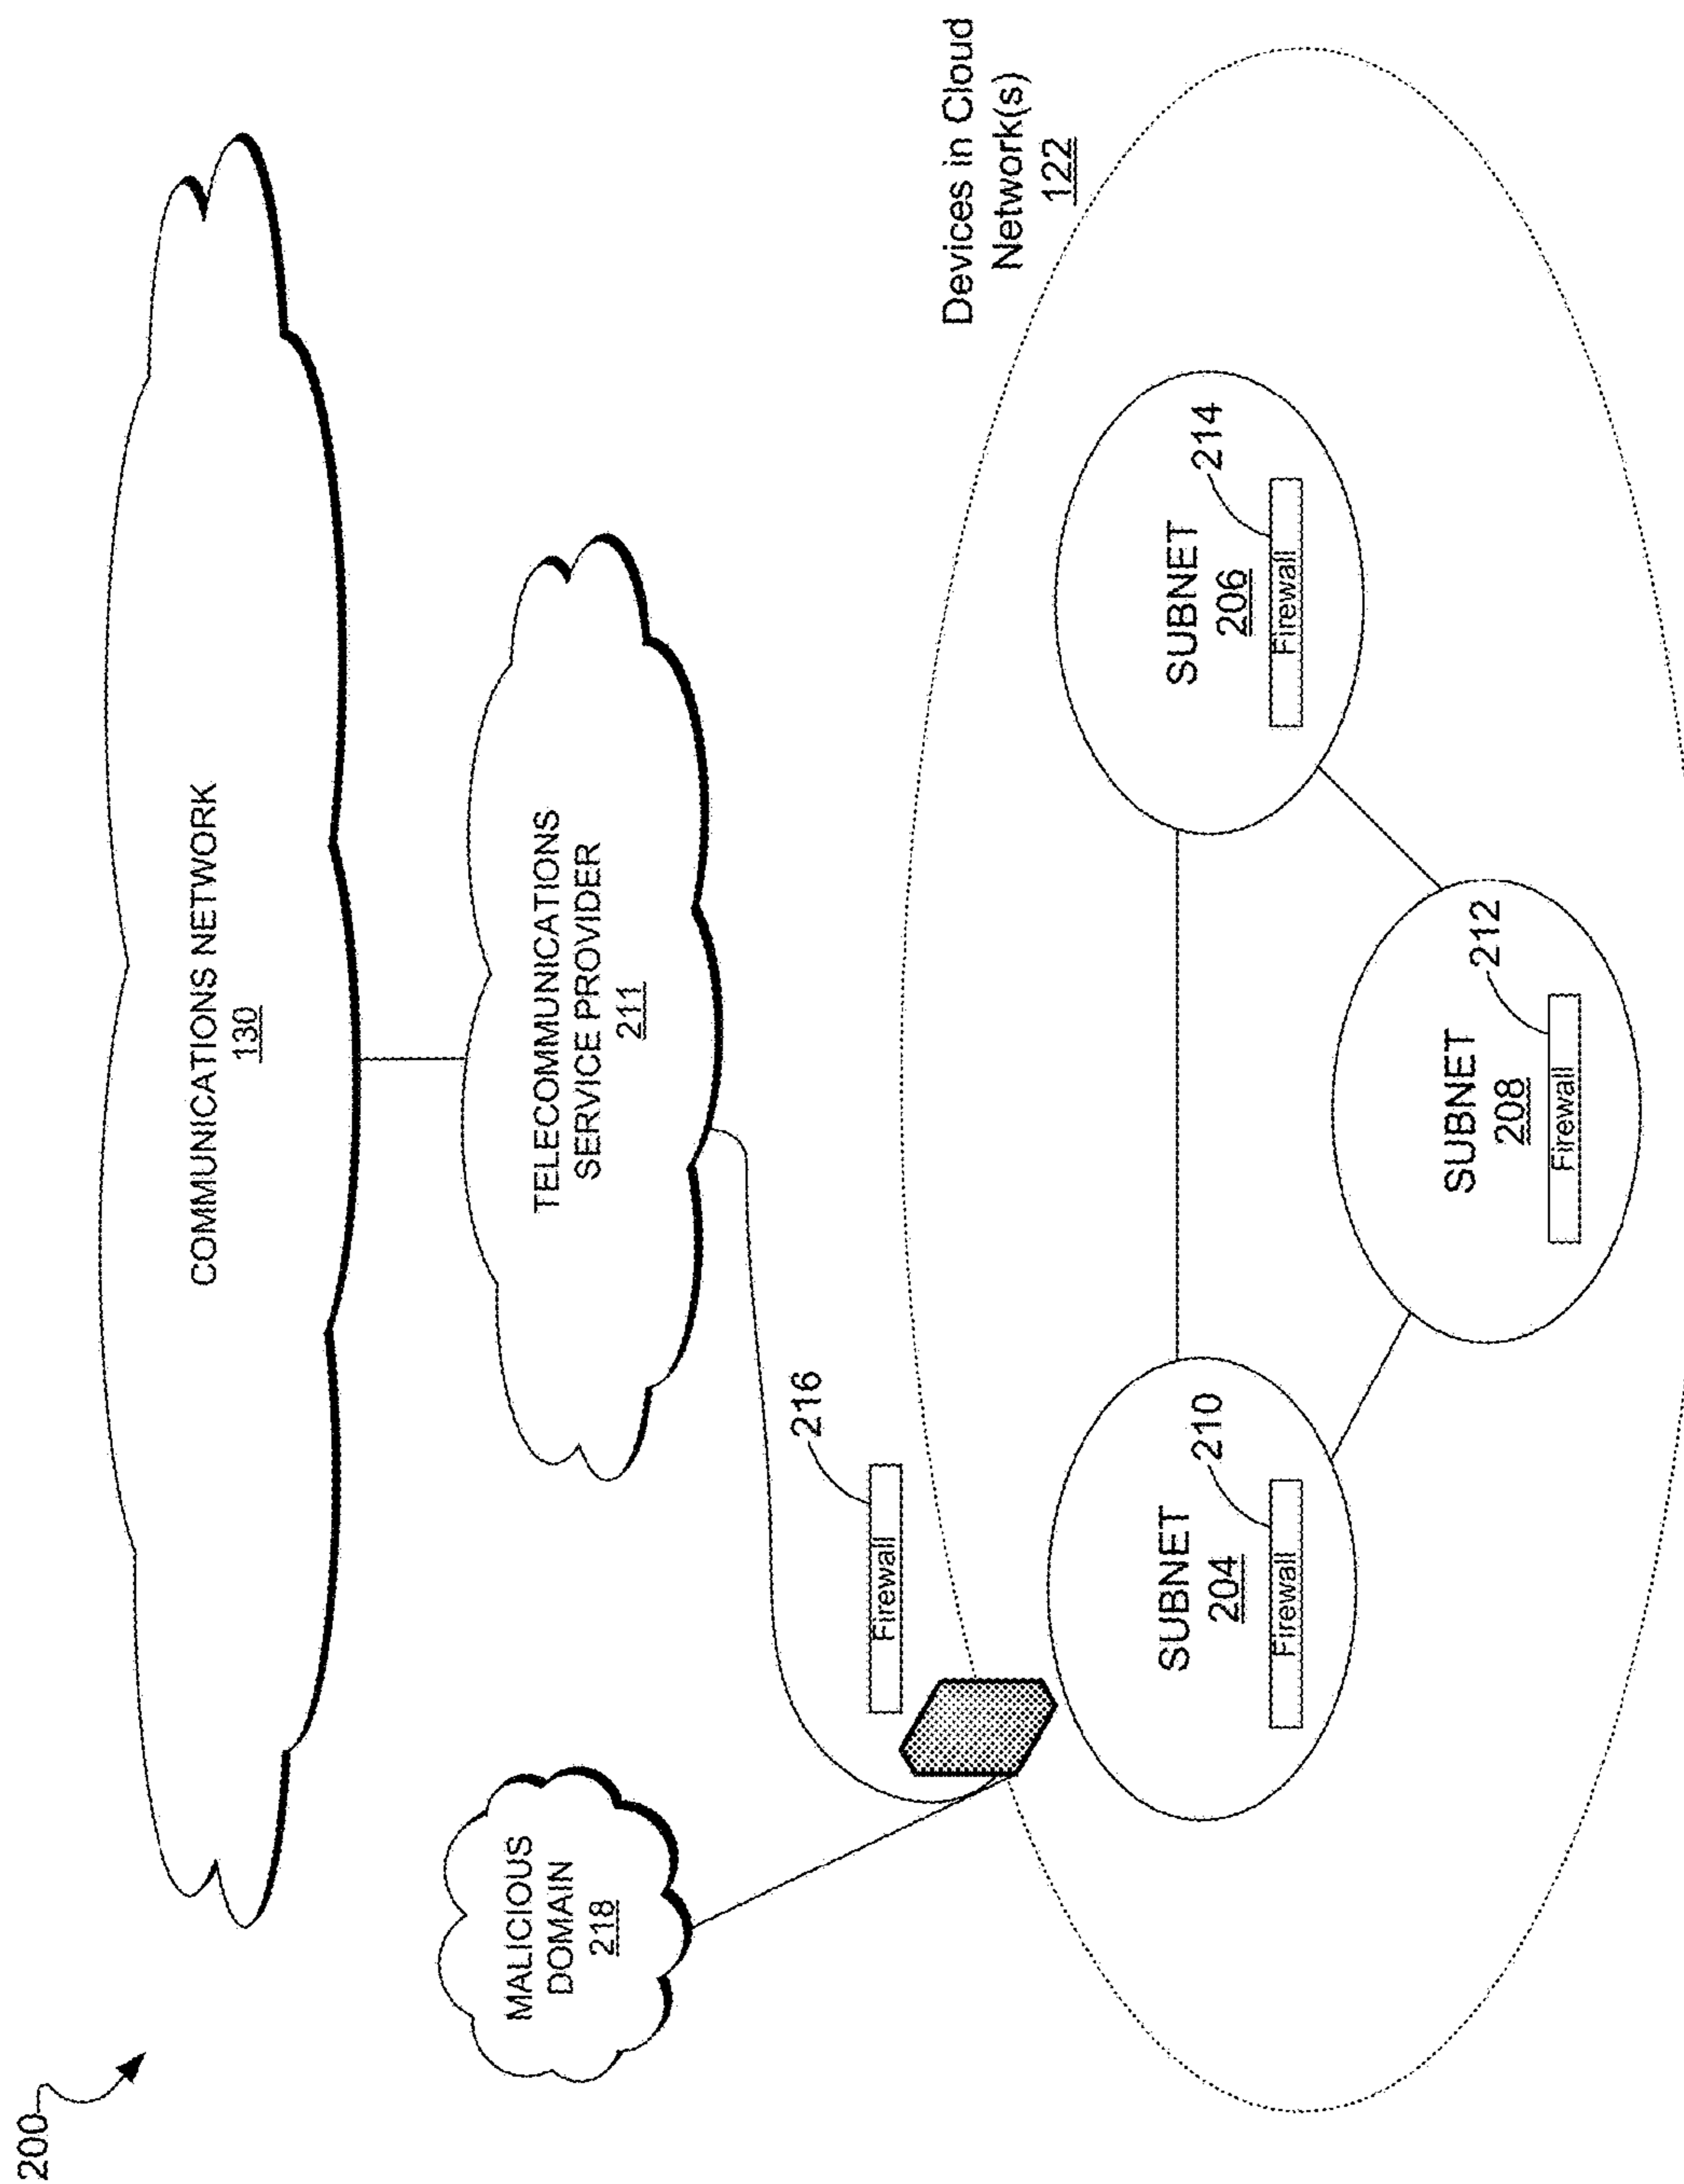 200
COMMUNICATIONS NETWORK
130
TELECOMMUNICATIONS
SERVICE PROVIDER
211
MALICIOUS
DOMAIN
218
216
Firewall
Devices in Cloud
Network(s)
122
SUBNET
204
210
Firewall
SUBNET
206
214
Firewall
SUBNET
208
212
Firewall